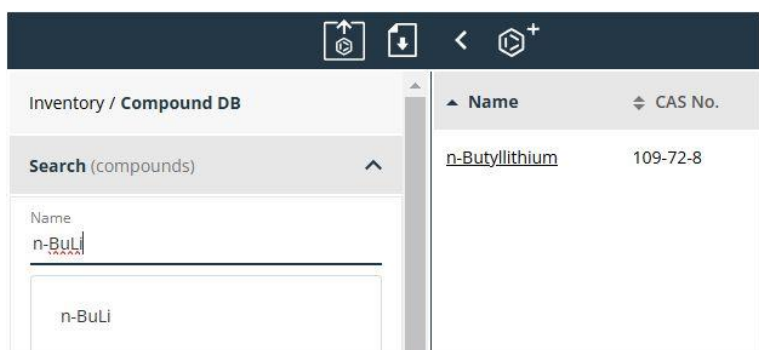 Inventory / Compound DB
Search (compounds)
Name
n-BuLi
n-BuLi
Name CAS No.
n-Butyllithium 109-72-8